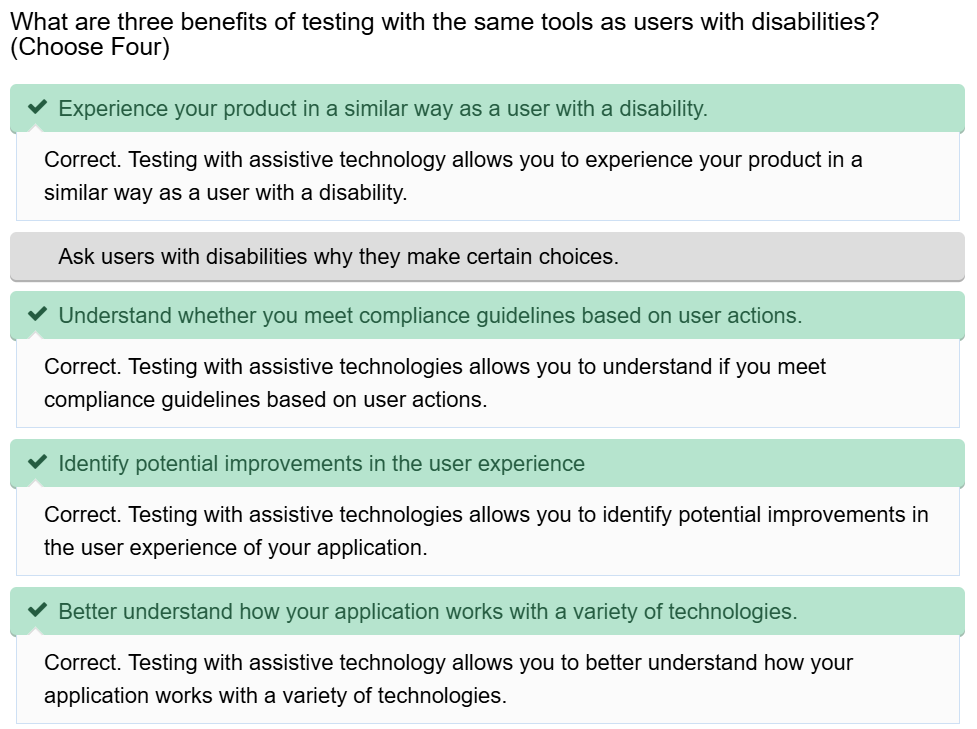 What are three benefits of testing with the same tools as users with disabilities?
(Choose Four)
Experience your product in a similar way as a user with a disability.
Correct. Testing with assistive technology allows you to experience your product in a
similar way as a user with a disability.
Ask users with disabilities why they make certain choices.
Understand whether you meet compliance guidelines based on user actions.
Correct. Testing with assistive technologies allows you to understand if you meet
compliance guidelines based on user actions.
Identify potential improvements in the user experience
Correct. Testing with assistive technologies allows you to identify potential improvements in
the user experience of your application.
Better understand how your application works with a variety of technologies.
Correct. Testing with assistive technology allows you to better understand how your
application works with a variety of technologies.